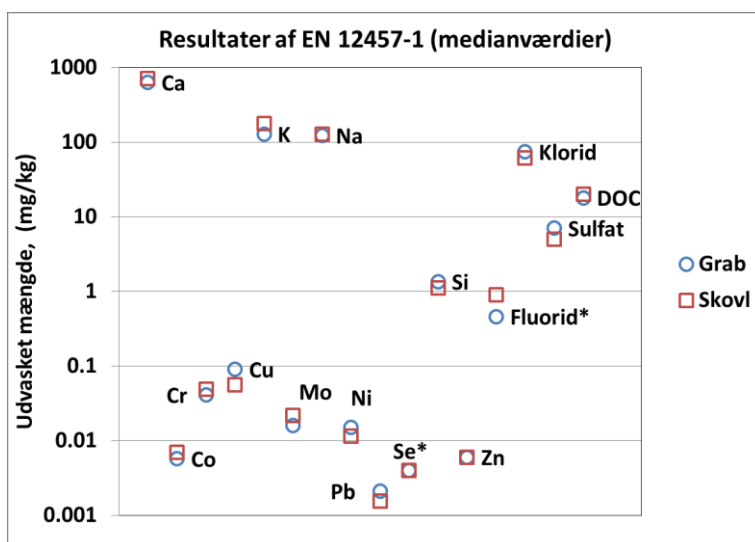 Resultater af EN 12457-1 (medianværdier)
Udvasket mængde, (mg/kg)
1000
100
10
1
0.1
0.01
0.001
Ca
K
Na
Klorid
DOC
Sulfat
Si
Fluorid*
Cu
Cr
Mo
Ni
Co
Se*
Zn
Pb
Grab
Skovl